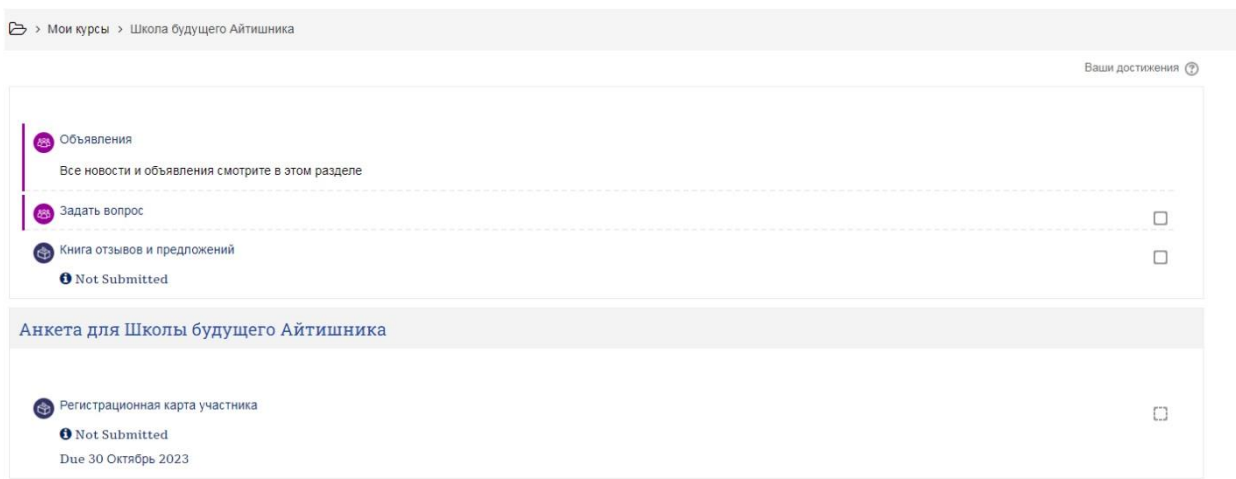 > Мои курсы > Школа будущего Айтишника
Ваши достижения ?
Объявления
Все новости и объявления смотрите в этом разделе
Задать вопрос
Книга отзывов и предложений
Not Submitted
Анкета для Школы будущего Айтишника
Регистрационная карта участника
Not Submitted
Due 30 Октябрь 2023